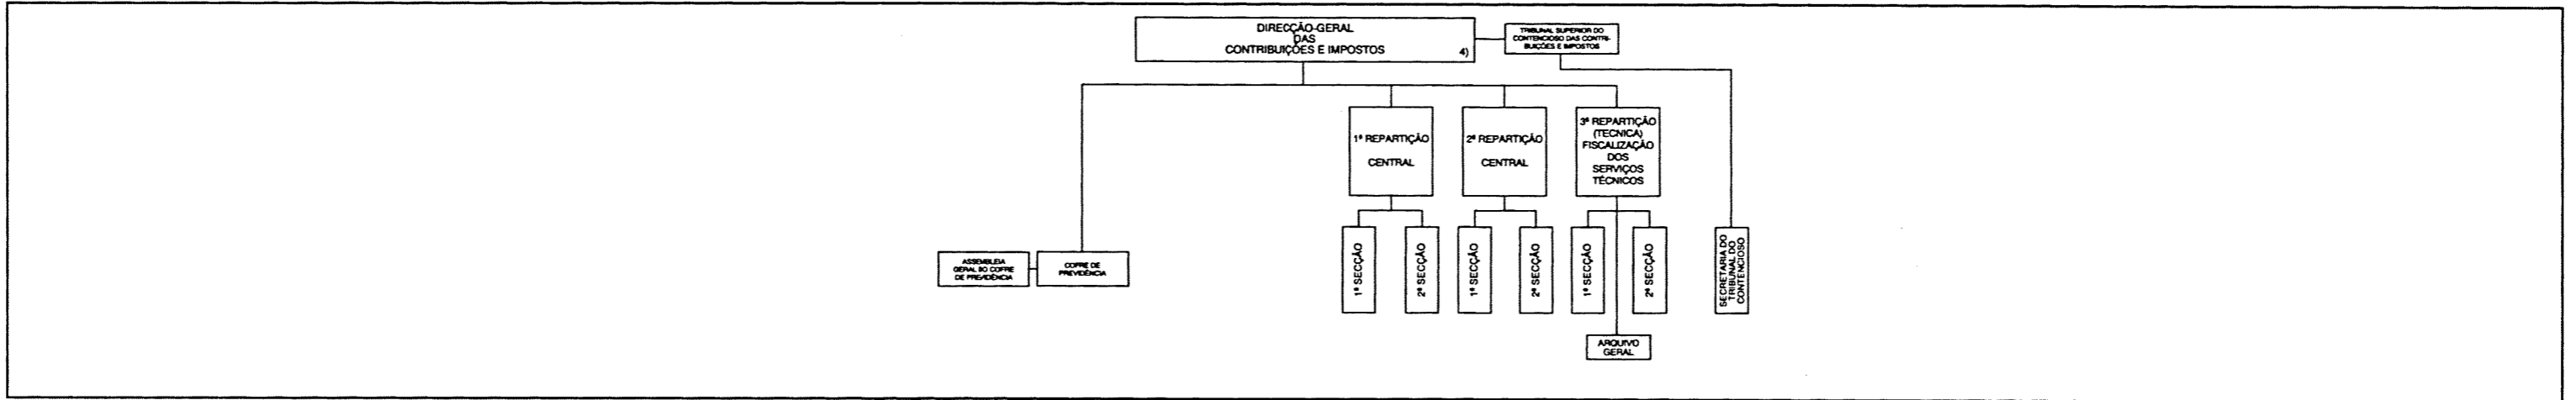 DIRECÇÃO-GERAL
DAS
CONTRIBUIÇÕES E IMPOSTOS
4)
TRIBUNAL SUPERIOR DO
CONTENCIOSO DAS CONTRI-
BUIÇÕES E IMPOSTOS
1ª REPARTIÇÃO
CENTRAL
2ª REPARTIÇÃO
CENTRAL
3ª REPARTIÇÃO
(TECNICA)
FISCALIZAÇÃO
DOS
SERVIÇOS
TÉCNICOS
ASSEMBLEIA
GERAL DO COFRE
DE PREVIDÊNCIA
COFRE DE
PREVIDÊNCIA
1ª SECÇÃO
2ª SECÇÃO
1ª SECÇÃO
2ª SECÇÃO
1ª SECÇÃO
2ª SECÇÃO
SECRETARIA DO
TRIBUNAL DO
CONTENCIOSO
ARQUIVO
GERAL